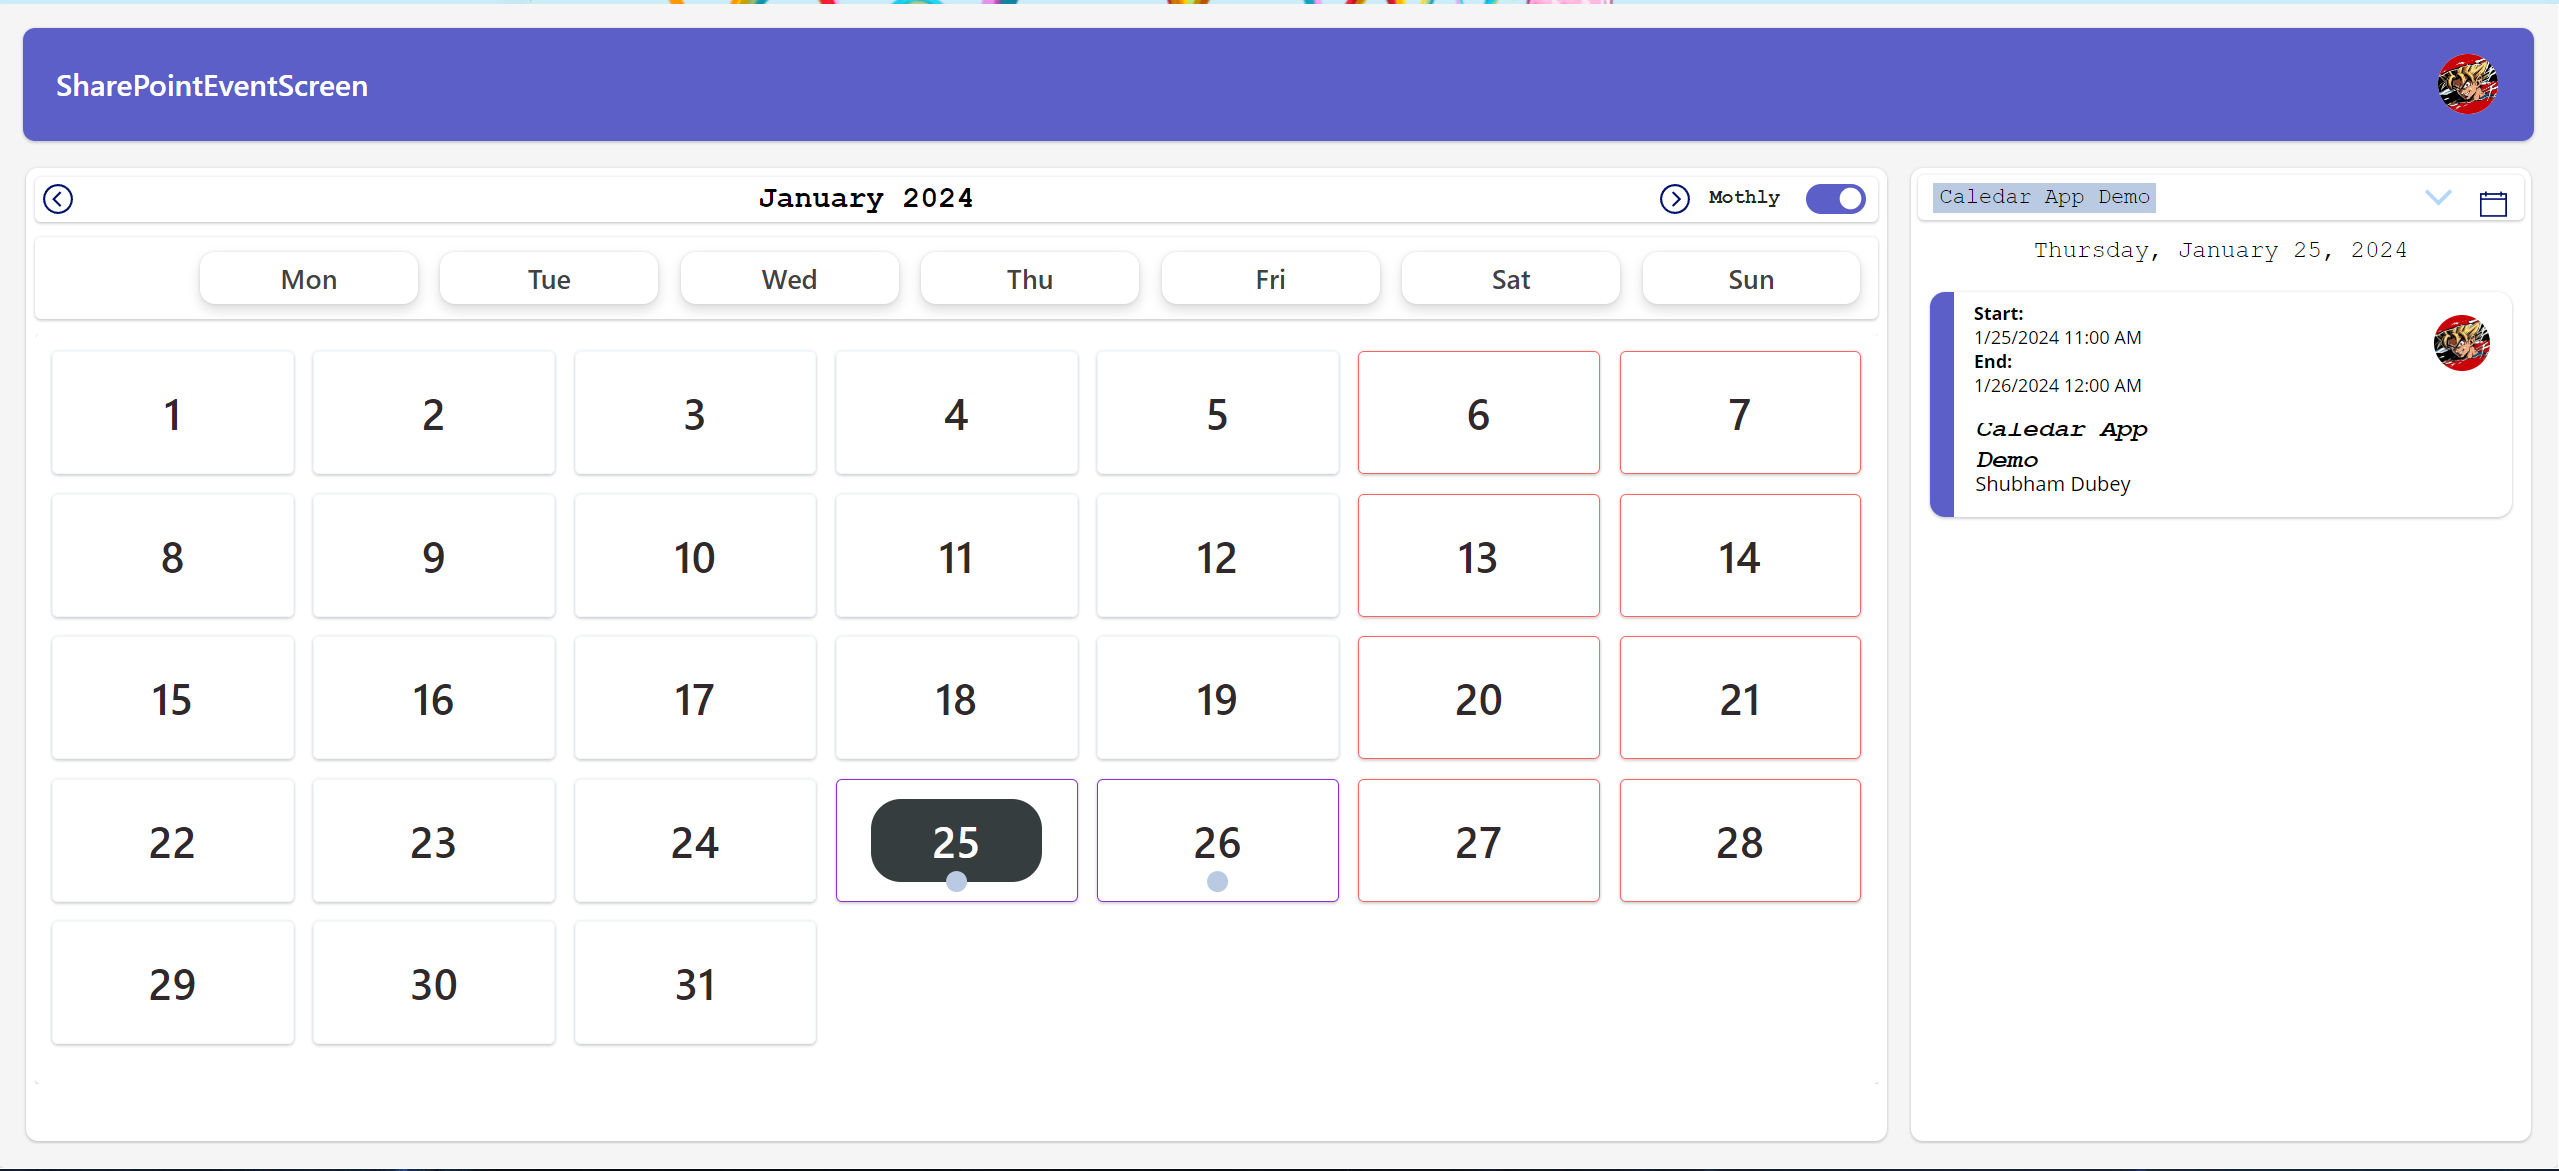 SharePointEventScreen
January 2024
Mothly
Mon Tue Wed Thu Fri Sat Sun
1 2 3 4 5 6 7
8 9 10 11 12 13 14
15 16 17 18 19 20 21
22 23 24 25 26 27 28
29 30 31
Caledar App Demo
Thursday, January 25, 2024
Start:
1/25/2024 11:00 AM
End:
1/26/2024 12:00 AM
Caledar App
Demo
Shubham Dubey